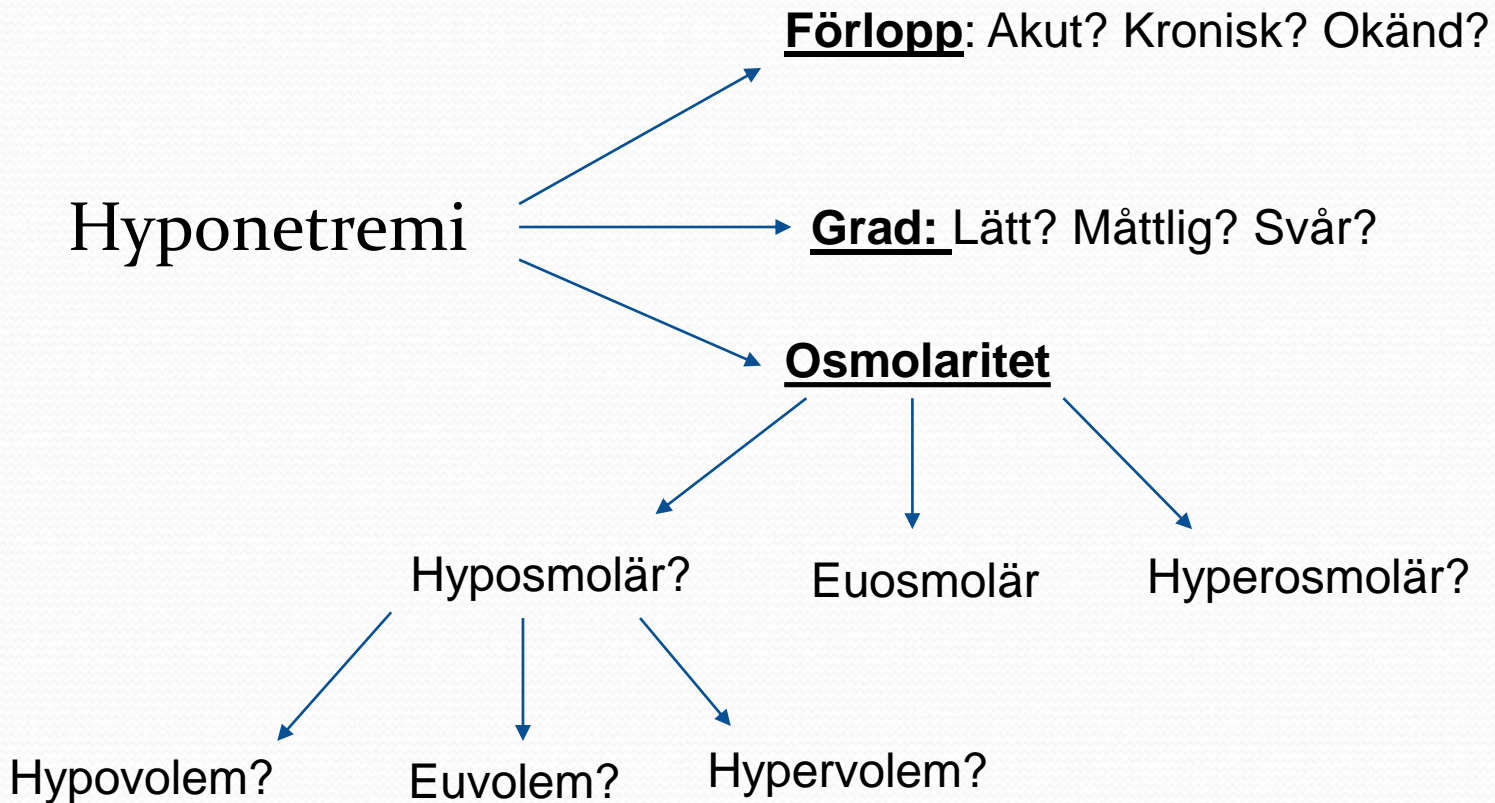 Förlopp: Akut? Kronisk? Okänd?
Hyponetremi
Grad: Lätt? Måttlig? Svår?
Osmolaritet
Hyposmolär?
Euosmolär
Hyperosmolär?
Hypovolem?
Euvolem?
Hypervolem?